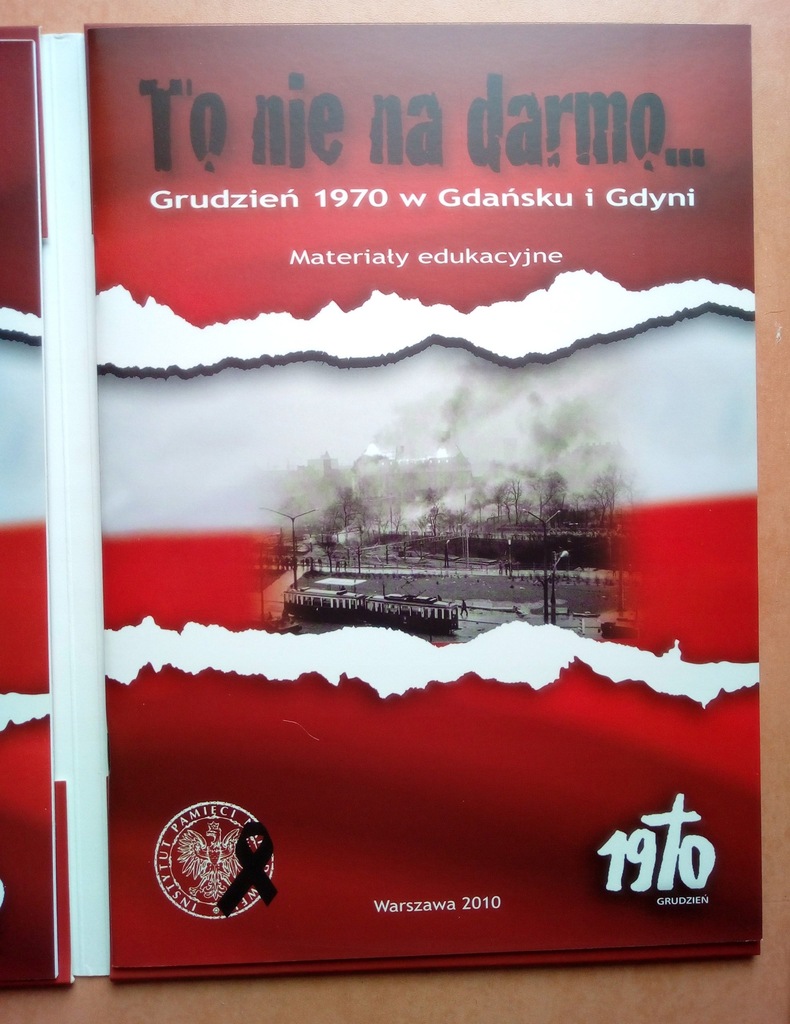 To nie na darmo...
Grudzień 1970 w Gdańsku i Gdyni
Materiały edukacyjne
INSTYTUT PAMIĘCI
Warszawa 2010
1970
GRUDZIEŃ